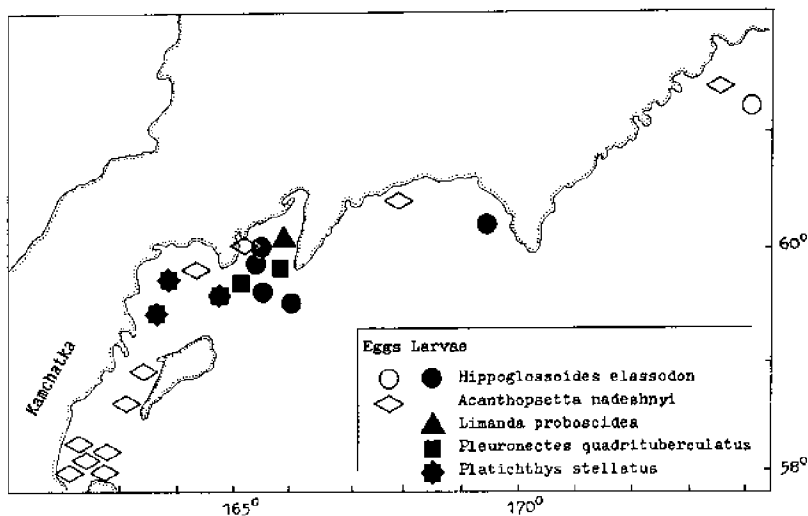 60°
Kamchatka
Eggs Larvae
Hippoglossoides elassodon
Acanthopsetta nadeshnyi
Limanda proboscidea
Pleuronectes quadrituberculatus
Platichthys stellatus
58°
165°
170°